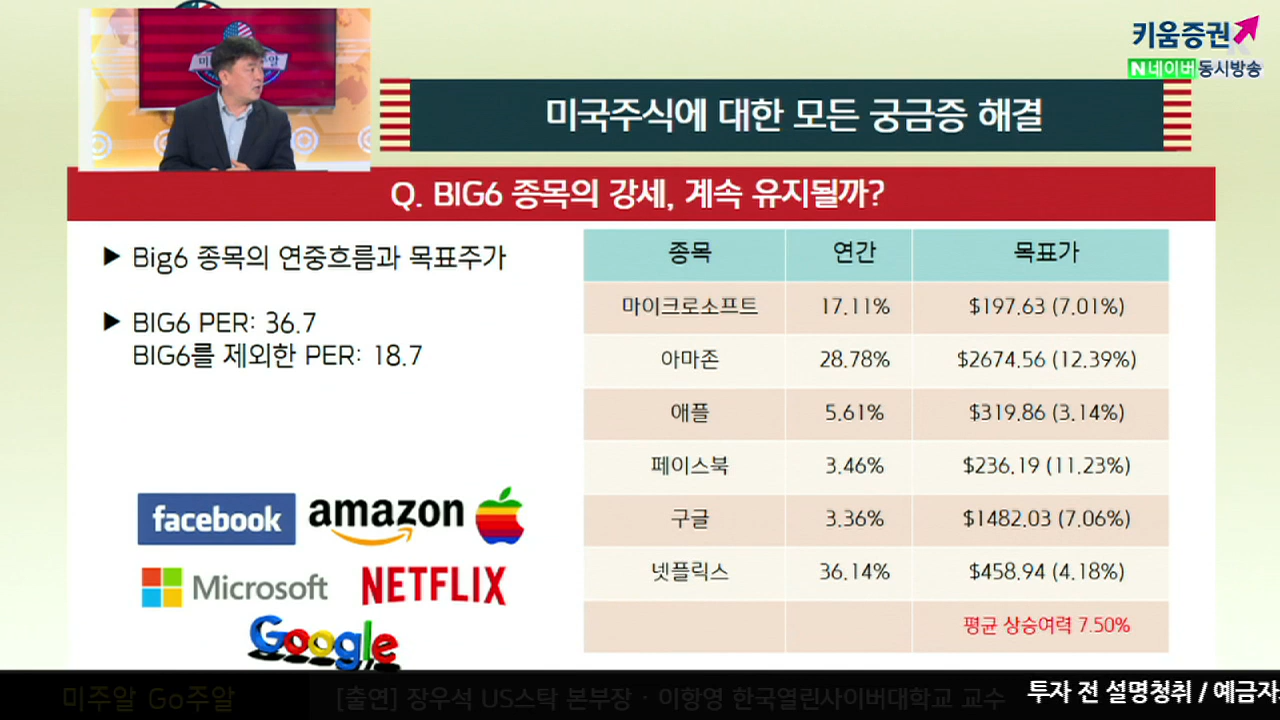 키움증권
N 네이버 동시방송
미국주식에 대한 모든 궁금증 해결
Q. BIG6 종목의 강세, 계속 유지될까?
▶ Big6 종목의 연중흐름과 목표주가
▶ BIG6 PER: 36.7
BIG6를 제외한 PER: 18.7
facebook amazon
Microsoft NETFLIX
Google
종목 연간 목표가
마이크로소프트 17.11% $197.63 (7.01%)
아마존 28.78% $2674.56 (12.39%)
애플 5.61% $319.86 (3.14%)
페이스북 3.46% $236.19 (11.23%)
구글 3.36% $1482.03 (7.06%)
넷플릭스 36.14% $458.94 (4.18%)
평균 상승여력 7.50%
미주알 Go주알 [출연] 장우석 US스탁 본부장 · 이항영 한국열린사이버대학교 교수 투자 전 설명청취 / 예금자